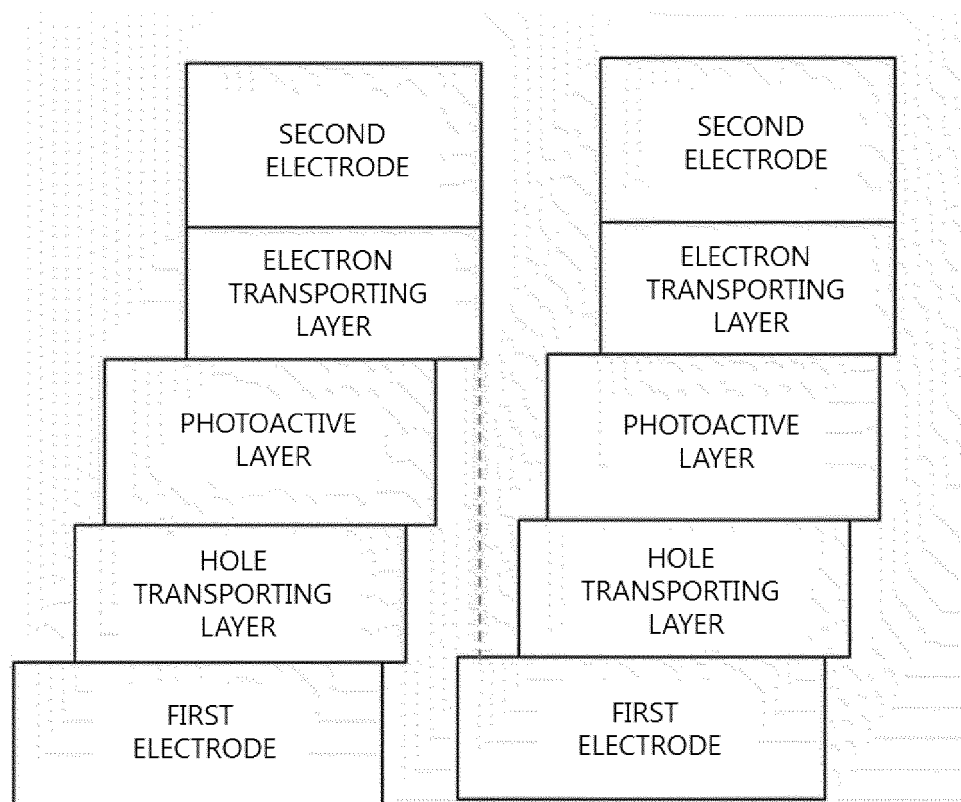 SECOND
ELECTRODE
ELECTRON
TRANSPORTING
LAYER
PHOTOACTIVE
LAYER
HOLE
TRANSPORTING
LAYER
FIRST
ELECTRODE
SECOND
ELECTRODE
ELECTRON
TRANSPORTING
LAYER
PHOTOACTIVE
LAYER
HOLE
TRANSPORTING
LAYER
FIRST
ELECTRODE